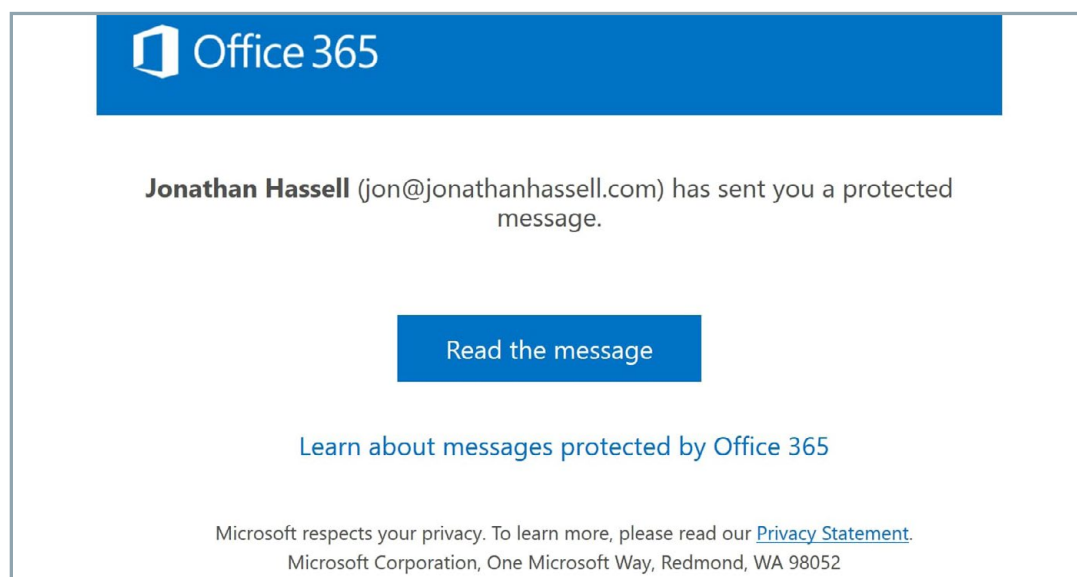 Office 365
Jonathan Hassell (jon@jonathanhassell.com) has sent you a protected
message.
Read the message
Learn about messages protected by Office 365
Microsoft respects your privacy. To learn more, please read our Privacy Statement.
Microsoft Corporation, One Microsoft Way, Redmond, WA 98052